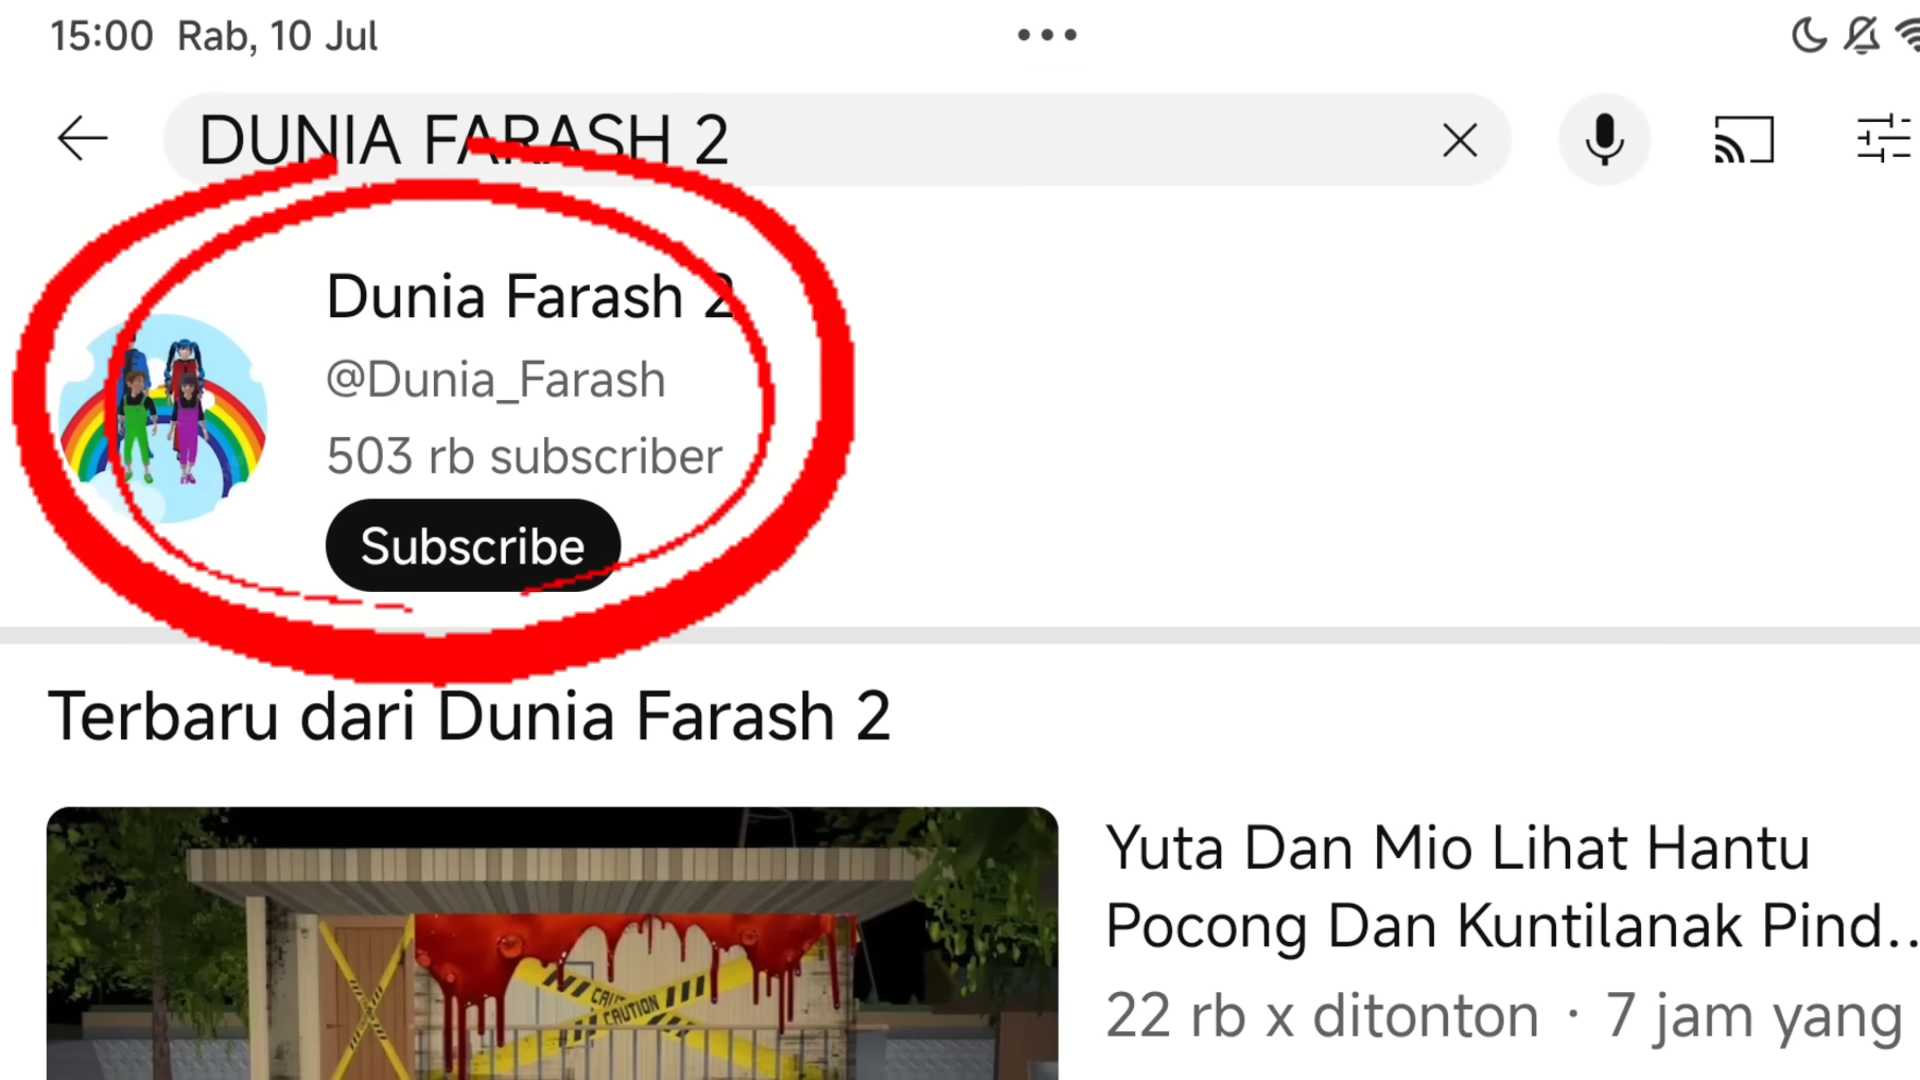 15:00 Rab, 10 Jul
DUNIA FARASH 2
Dunia Farash 2
@Dunia_Farash
503 rb subscriber
Subscribe
Terbaru dari Dunia Farash 2
Yuta Dan Mio Lihat Hantu
Pocong Dan Kuntilanak Pind..
22 rb x ditonton · 7 jam yang
CAUTION